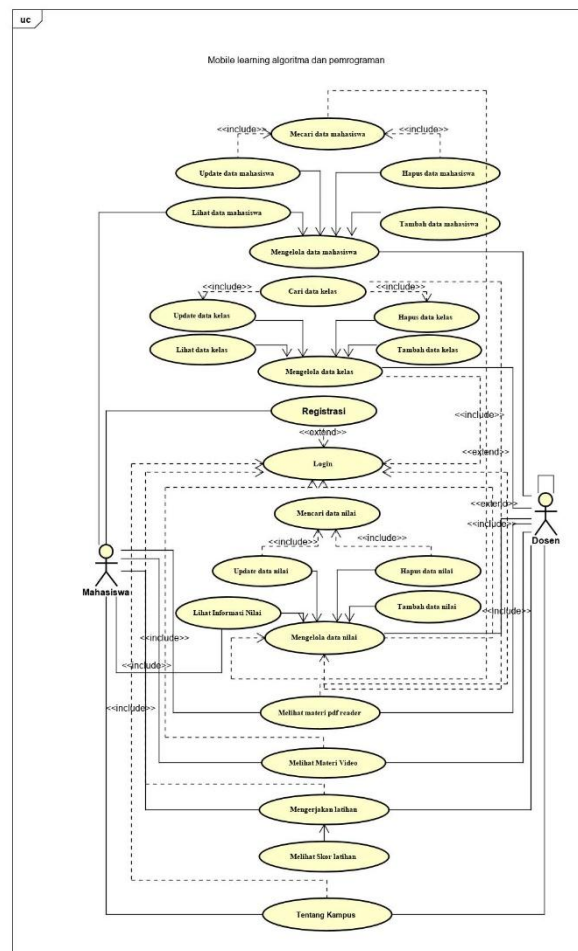 uc
Mobile learning algoritma dan pemrograman
Mecari data mahasiswa
<<include>>
<<include>>
Update data mahasiswa
Hapus data mahasiswa
Lihat data mahasiswa
Tambah data mahasiswa
Mengelola data mahasiswa
Cari data kelas
<<include>>
<<include>>
Update data kelas
Hapus data kelas
Lihat data kelas
Tambah data kelas
Mengelola data kelas
Registrasi
<<include>>
<<extend>>
<<extend>>
Login
<<extend>>
Mencari data nilai
<<include>>
Dosen
<<include>>
<<include>>
Update data nilai
Hapus data nilai
Mahasiswa
Lihat Informasi Nilai
Tambah data nilai
<<include>>
Mengelola data nilai
<<include>>
<<include>>
<<include>>
Melihat materi pdf reader
Melihat Materi Video
Mengerjakan latihan
Melihat Skor latihan
Tentang Kampus